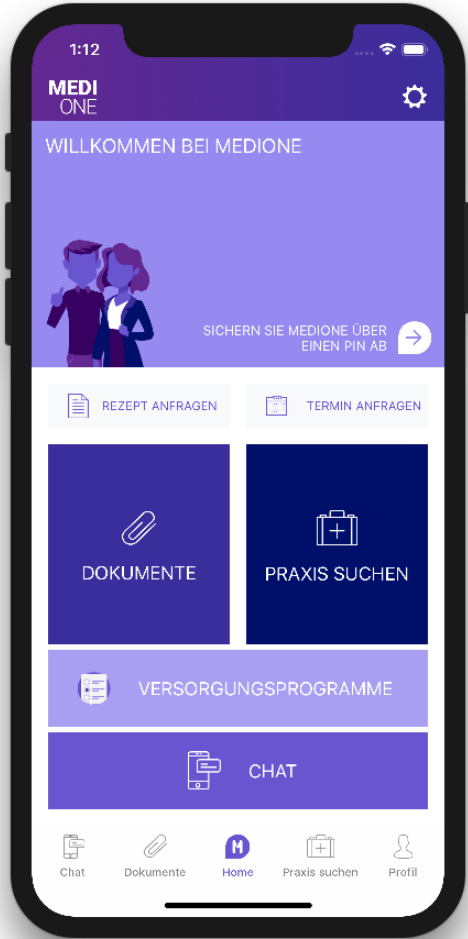 1:12
MEDI
ONE
WILLKOMMEN BEI MEDIONE
SICHERN SIE MEDIONE ÜBER
EINEN PIN AB
REZEPT ANFRAGEN
TERMIN ANFRAGEN
DOKUMENTE
PRAXIS SUCHEN
VERSORGUNGSPROGRAMME
CHAT
M
Chat
Dokumente
Home
Praxis suchen
Profil